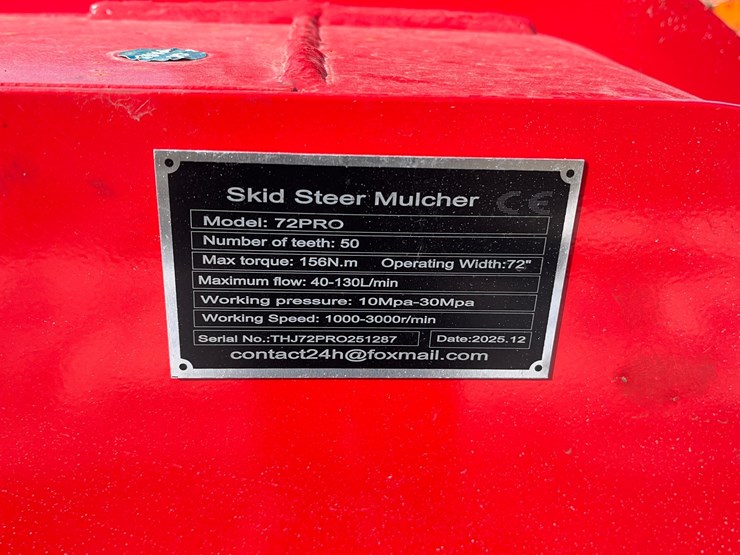 Skid Steer Mulcher CE
Model: 72PRO
Number of teeth: 50
Max torque: 156N.m Operating Width:72"
Maximum flow: 40-130L/min
Working pressure: 10Mpa-30Mpa
Working Speed: 1000-3000r/min
Serial No.:THJ72PRO251287 Date:2025.12
contact24h@foxmail.com